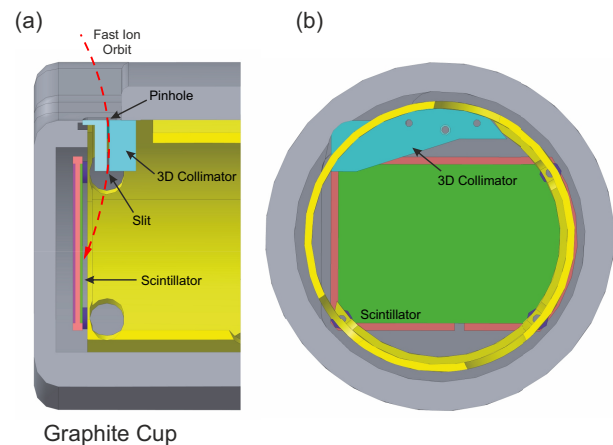 (a)
Fast Ion
Orbit
Pinhole
3D Collimator
Slit
Scintillator
Graphite Cup
(b)
3D Collimator
Scintillator